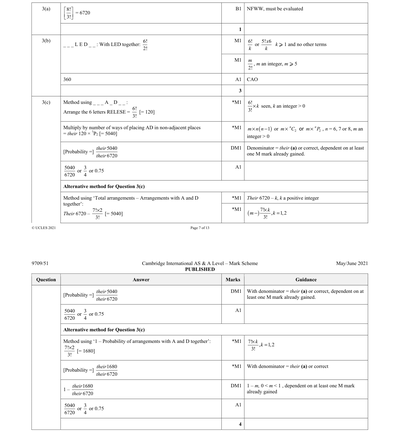 3(a) [8!/3!] = 6720 B1 NFWW, must be evaluated
1
3(b) _ _ _ L E D _ _ : With LED together: 6!/2! M1 6!/k or 5!×6/k k ⩾ 1 and no other terms
M1 m/2!, m an integer, m ⩾ 5
360 A1 CAO
3
3(c) Method using _ _ _ A _ D _ _ :
Arrange the 6 letters RELESE = 6!/3! [= 120] *M1 6!/3! × k seen, k an integer > 0
Multiply by number of ways of placing AD in non-adjacent places
= their 120 × ⁷P₂ [= 5040] *M1 m×n(n−1) or m×ⁿC₂ or m×ⁿP₂, n = 6, 7 or 8, m an integer > 0
[Probability =] their 5040/their 6720 DM1 Denominator = their (a) or correct, dependent on at least one M mark already gained.
5040/6720 or 3/4 or 0.75 A1
Alternative method for Question 3(c)
Method using 'Total arrangements – Arrangements with A and D together':
Their 6720 – 7!×2/3! [= 5040] *M1 Their 6720 – k, k a positive integer
*M1 (m–) 7!×k/3!, k = 1,2
© UCLES 2021 Page 7 of 13
9709/51 Cambridge International AS & A Level – Mark Scheme May/June 2021
PUBLISHED
Question Answer Marks Guidance
[Probability =] their 5040/their 6720 DM1 With denominator = their (a) or correct, dependent on at least one M mark already gained.
5040/6720 or 3/4 or 0.75 A1
Alternative method for Question 3(c)
Method using '1 – Probability of arrangements with A and D together':
7!×2/3! [= 1680] *M1 7!×k/3!, k = 1,2
[Probability =] their 1680/their 6720 *M1 With denominator = their (a) or correct
1 – their 1680/their 6720 DM1 1 – m, 0 < m < 1, dependent on at least one M mark already gained
5040/6720 or 3/4 or 0.75 A1
4